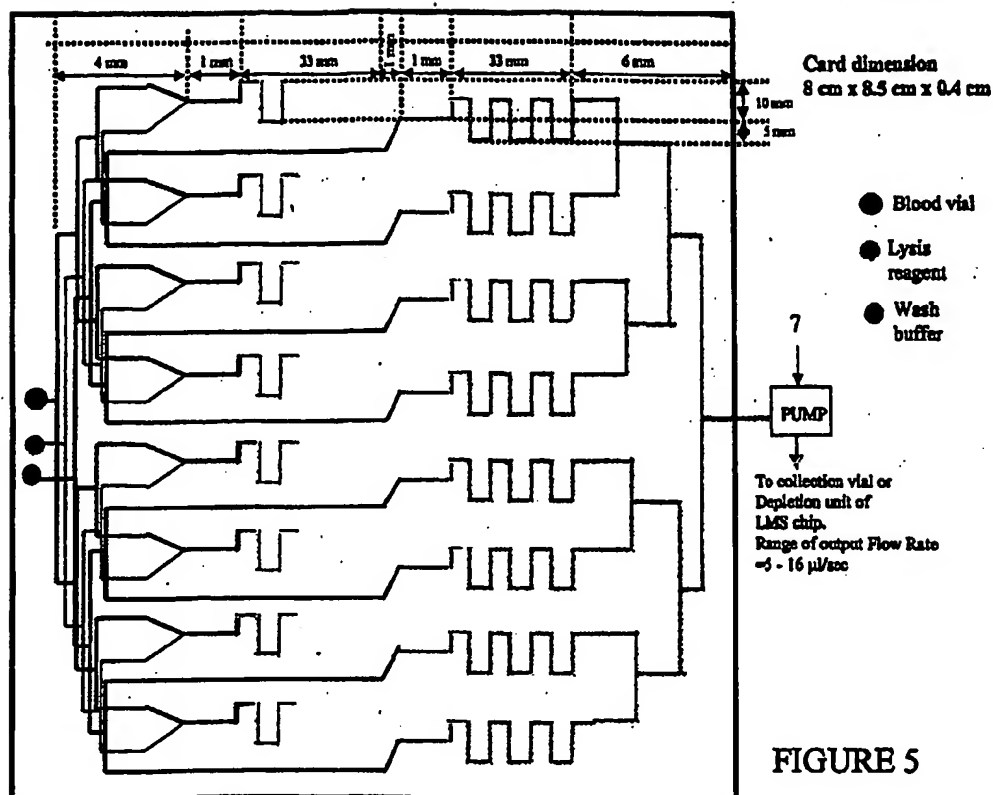 4 mm
1 mm
33 mm
1 mm
1 mm
33 mm
6 mm
10 mm
5 mm
Card dimension
8 cm x 8.5 cm x 0.4 cm
Blood vial
Lysis
reagent
Wash
buffer
7
PUMP
To collection vial or
Depletion unit of
LMS chip.
Range of output Flow Rate
=5 - 16 µl/sec
FIGURE 5